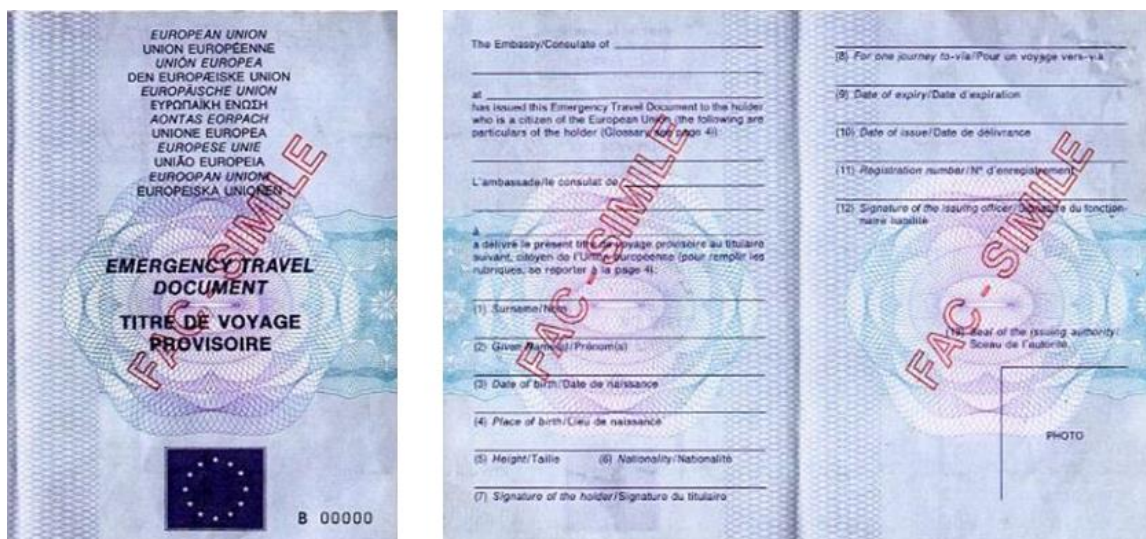 EUROPEAN UNION
UNION EUROPÉENNE
UNIÓN EUROPEA
DEN EUROPÆISKE UNION
EUROPÄISCHE UNION
ΕΥΡΩΠΑΪΚΗ ΕΝΩΣΗ
AONTAS EORPACH
UNIONE EUROPEA
EUROPESE UNIE
UNIÃO EUROPEIA
EUROOPAN UNIONI
EUROPEISKA UNIONEN
EMERGENCY TRAVEL
DOCUMENT
TITRE DE VOYAGE
PROVISOIRE
FAC-SIMILE
B 00000
The Embassy/Consulate of
at
has issued this Emergency Travel Document to the holder
who is a citizen of the European Union (the following are
particulars of the holder (Glossary see page 4)):
L'ambassade/le consulat de
à
a délivré le présent titre de voyage provisoire au titulaire
suivant, citoyen de l'Union européenne (pour remplir les
rubriques, se reporter à la page 4):
(1) Surname/Nom
(2) Given Name(s)/Prénom(s)
(3) Date of birth/Date de naissance
(4) Place of birth/Lieu de naissance
(5) Height/Taille (6) Nationality/Nationalité
(7) Signature of the holder/Signature du titulaire
FAC-SIMILE
(8) For one journey to-via/Pour un voyage vers-via
(9) Date of expiry/Date d'expiration
(10) Date of issue/Date de délivrance
(11) Registration number/N° d'enregistrement
(12) Signature of the issuing officer/Signature du fonction-
naire habilité
(13) Seal of the issuing authority/
Sceau de l'autorité
PHOTO
FAC-SIMILE